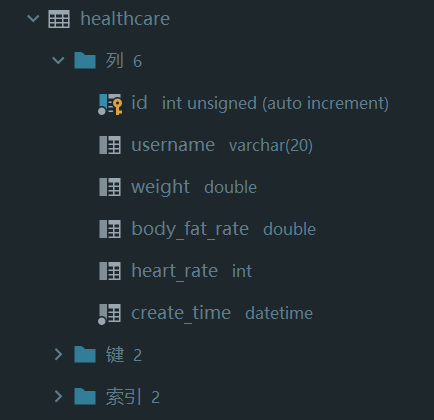 healthcare
列 6
id int unsigned (auto increment)
username varchar(20)
weight double
body_fat_rate double
heart_rate int
create_time datetime
键 2
索引 2